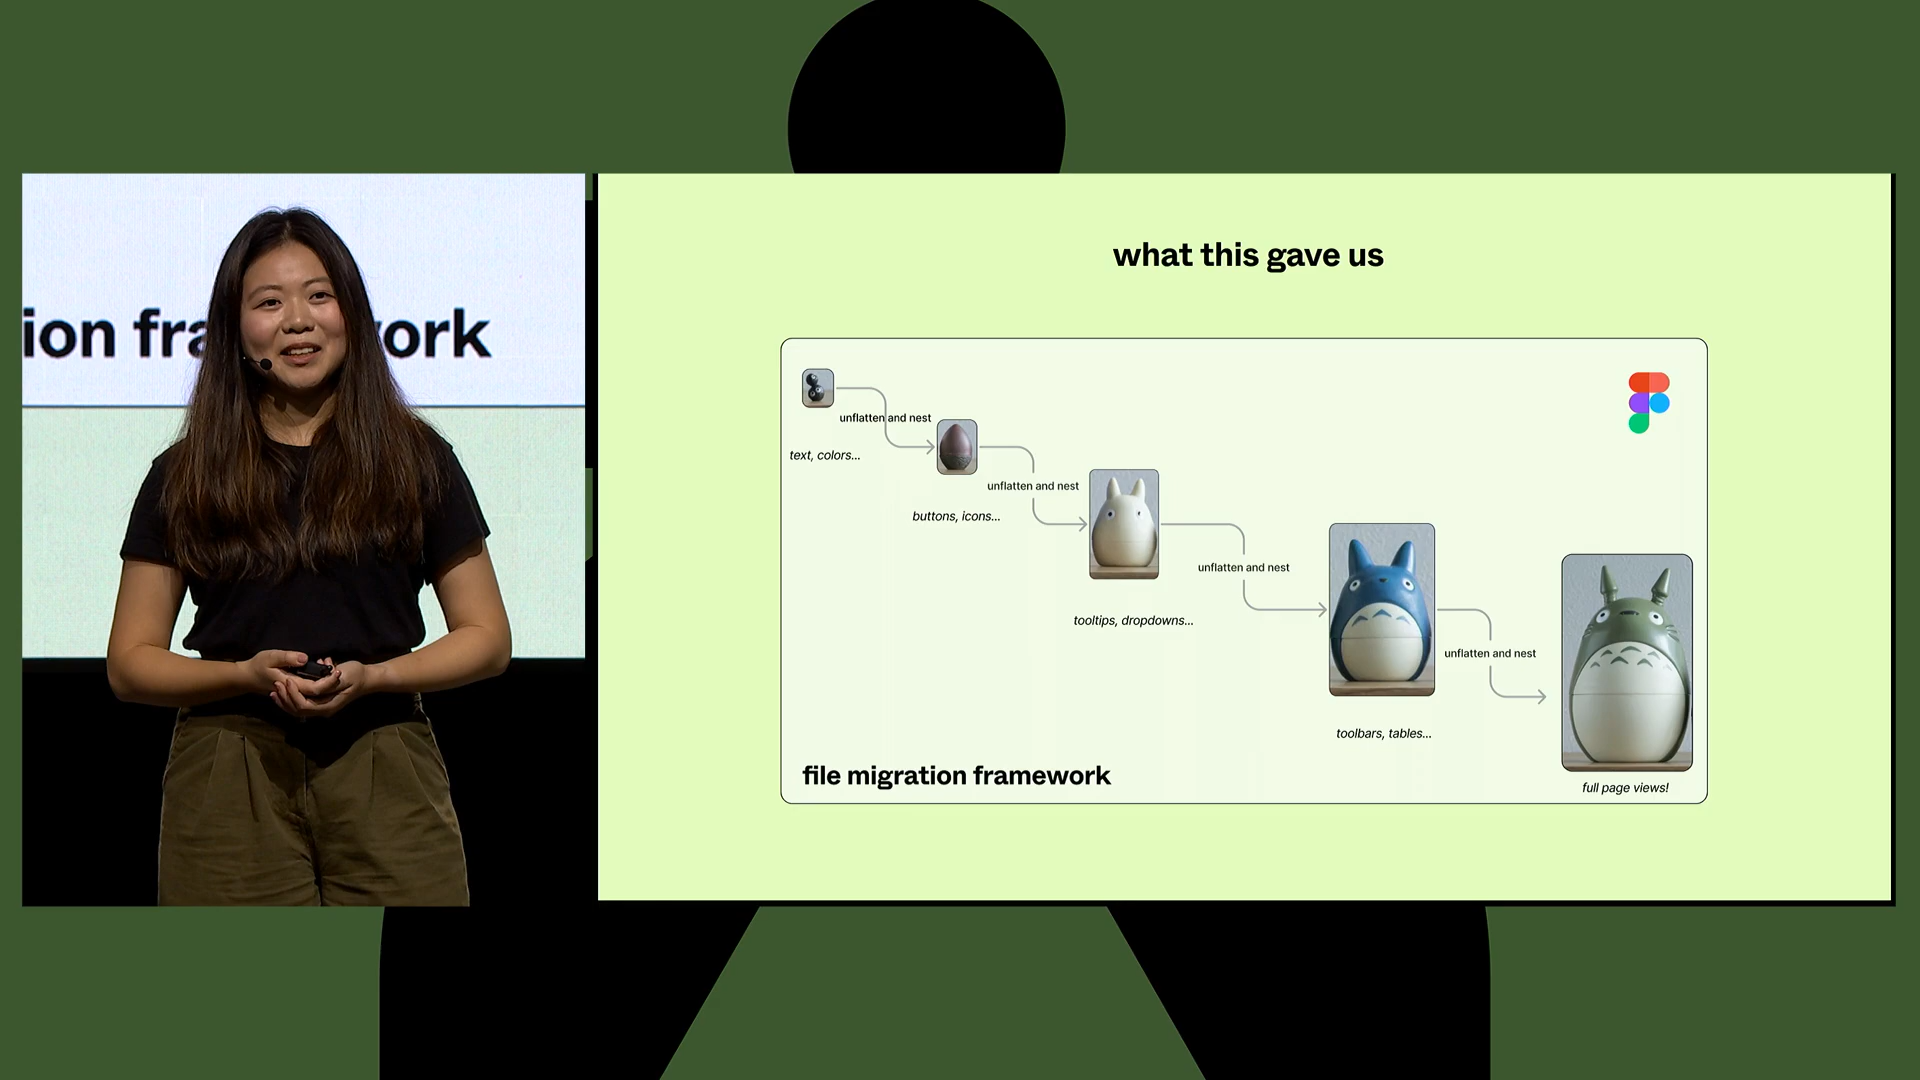 ion fra ork
what this gave us
unflatten and nest
text, colors...
unflatten and nest
buttons, icons...
unflatten and nest
tooltips, dropdowns...
unflatten and nest
toolbars, tables...
file migration framework
full page views!